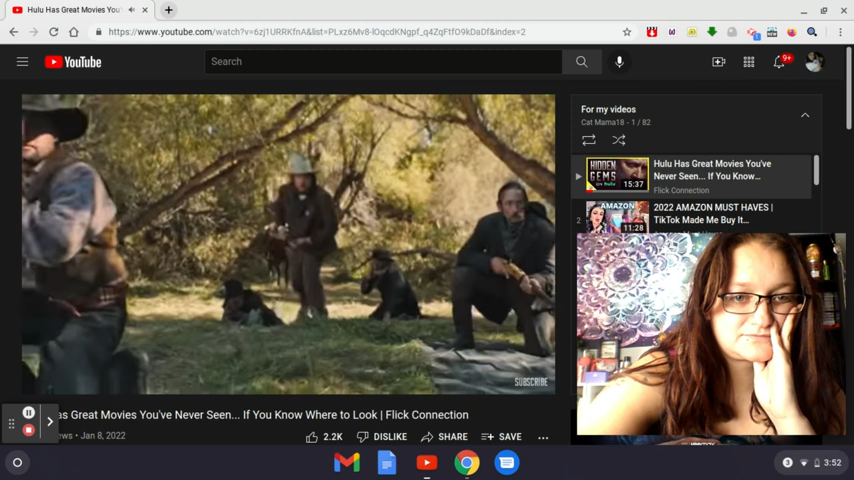 Hulu Has Great Movies You'v
https://www.youtube.com/watch?v=6zj1URRKfnA&list=PLxz6Mv8-lOqcdKNgpf_q4ZqFtfO9kDaDf&index=2
YouTube
Search
9+
SUBSCRIBE
as Great Movies You've Never Seen... If You Know Where to Look | Flick Connection
ews • Jan 8, 2022
2.2K
DISLIKE
SHARE
SAVE
For my videos
Cat Mama18 - 1 / 82
HIDDEN
GEMS
15:37
Hulu Has Great Movies You've
Never Seen... If You Know...
Flick Connection
2
AMAZON
MUST HAVES
11:28
2022 AMAZON MUST HAVES |
TikTok Made Me Buy It...
3
3:52